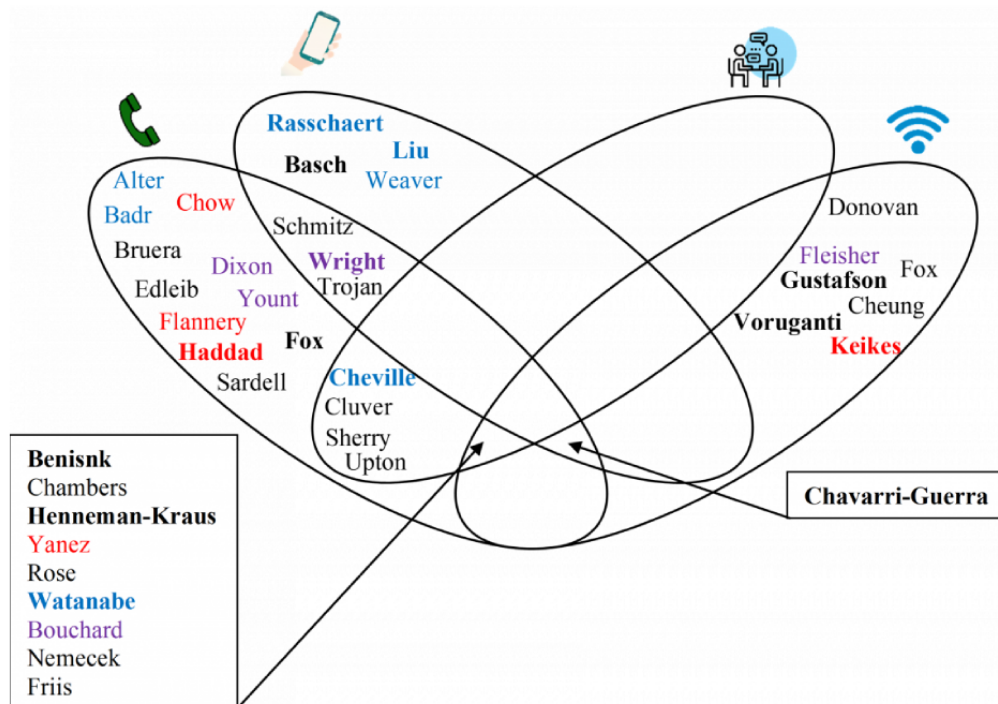 Rasschaert
Liu
Basch
Weaver
Alter
Chow
Badr
Schmitz
Donovan
Bruera
Wright
Fleisher
Dixon
Fox
Gustafson
Trojan
Edleib
Yount
Cheung
Flannery
Voruganti
Fox
Keikes
Haddad
Cheville
Sardell
Cluver
Sherry
Upton
Benisnk
Chambers
Henneman-Kraus
Yanez
Rose
Watanabe
Bouchard
Nemecek
Friis
Chavarri-Guerra